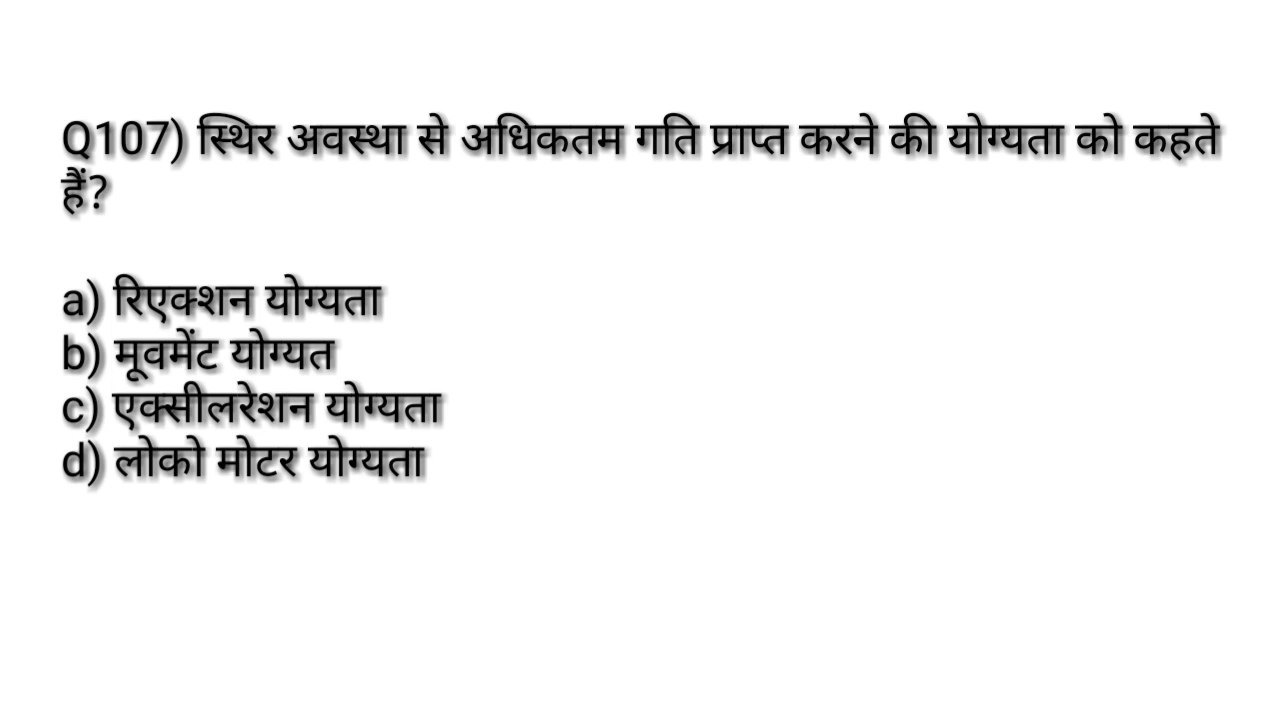 Q107) स्थिर अवस्था से अधिकतम गति प्राप्त करने की योग्यता को कहते
हैं?
a) रिएक्शन योग्यता
b) मूवमेंट योग्यत
c) एक्सीलरेशन योग्यता
d) लोको मोटर योग्यता